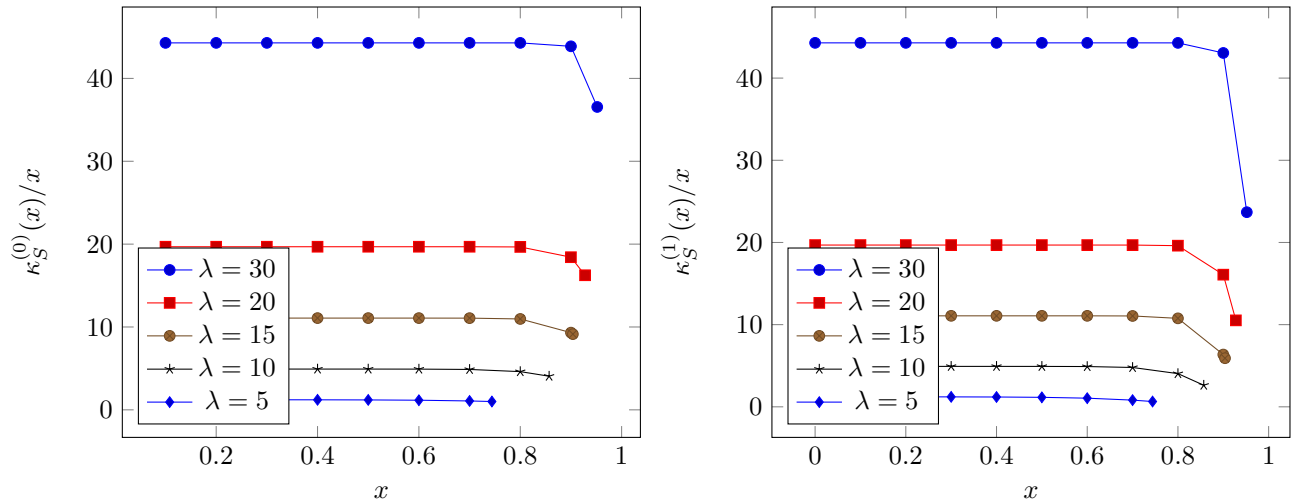 40
30
20
10
0
0.2 0.4 0.6 0.8 1
x
κ_S^{(0)}(x)/x
λ = 30
λ = 20
λ = 15
λ = 10
λ = 5
40
30
20
10
0
0 0.2 0.4 0.6 0.8 1
x
κ_S^{(1)}(x)/x
λ = 30
λ = 20
λ = 15
λ = 10
λ = 5